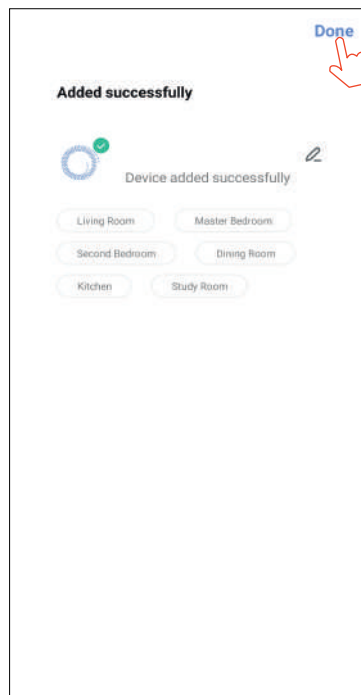 Done
Added successfully
Device added successfully
Living Room Master Bedroom
Second Bedroom Dining Room
Kitchen Study Room